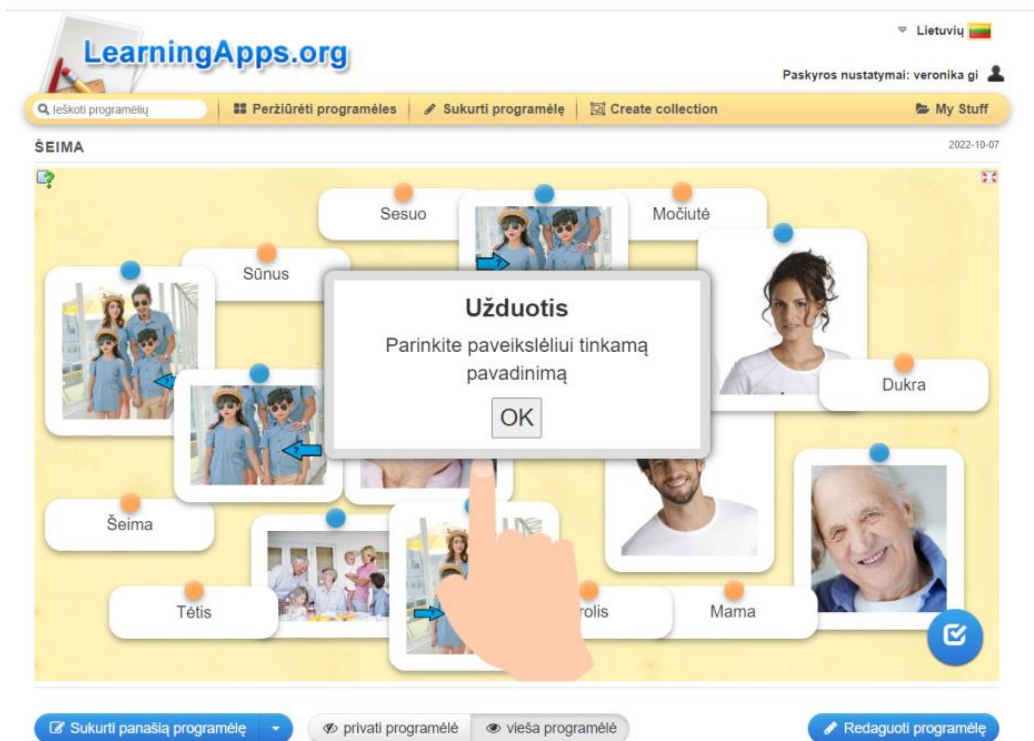 LearningApps.org
Lietuvių
Paskyros nustatymai: veronika gi
Ieškoti programėlių
Peržiūrėti programėles
Sukurti programėlę
Create collection
My Stuff
ŠEIMA
2022-10-07
Sesuo
Močiutė
Sūnus
Užduotis
Parinkite paveikslėliui tinkamą
pavadinimą
OK
Dukra
Šeima
Tėtis
rolis
Mama
Sukurti panašią programėlę
privati programėlė
vieša programėlė
Redaguoti programėlę